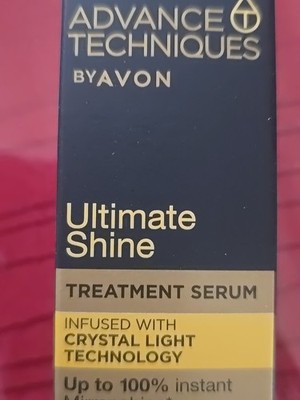 ADVANCE
TECHNIQUES
BY AVON
Ultimate
Shine
TREATMENT SERUM
INFUSED WITH
CRYSTAL LIGHT
TECHNOLOGY
Up to 100% instant